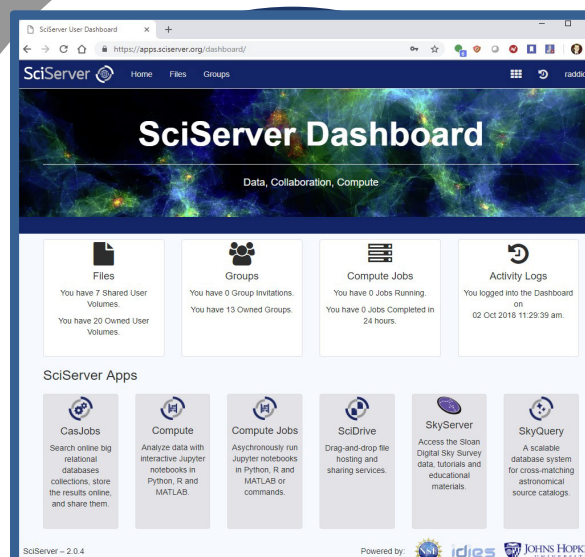 SciServer User Dashboard
https://apps.sciserver.org/dashboard/
SciServer Home Files Groups
SciServer Dashboard
Data, Collaboration, Compute
Files
You have 7 Shared User
Volumes.
You have 20 Owned User
Volumes.
Groups
You have 0 Group Invitations.
You have 13 Owned Groups.
Compute Jobs
You have 0 Jobs Running.
You have 0 Jobs Completed in
24 hours.
Activity Logs
You logged into the Dashboard
on
02 Oct 2018 11:29:39 am.
SciServer Apps
CasJobs
Search online big
relational
databases
collections, store
the results online,
and share them.
Compute
Analyze data with
interactive Jupyter
notebooks in
Python, R and
MATLAB.
Compute Jobs
Asychronously run
Jupyter notebooks
in Python, R and
MATLAB or
commands.
SciDrive
Drag-and-drop file
hosting and
sharing services.
SkyServer
Access the Sloan
Digital Sky Survey
data, tutorials and
educational
materials.
SkyQuery
A scalable
database system
for cross-matching
astronomical
source catalogs.
SciServer – 2.0.4
Powered by: NSF idies JOHNS HOPK